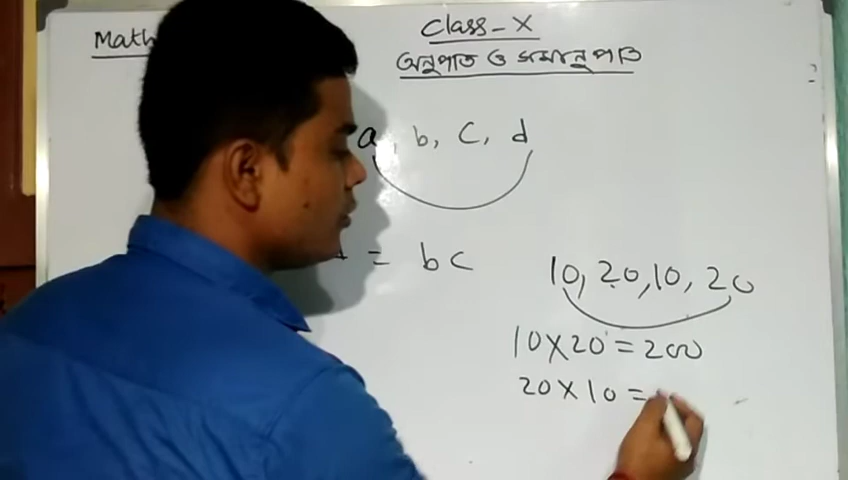 Math
Class-X
অনুপাত ও সমানুপাত
a, b, c, d
= bc
10, 20, 10, 20
10×20=200
20×10=